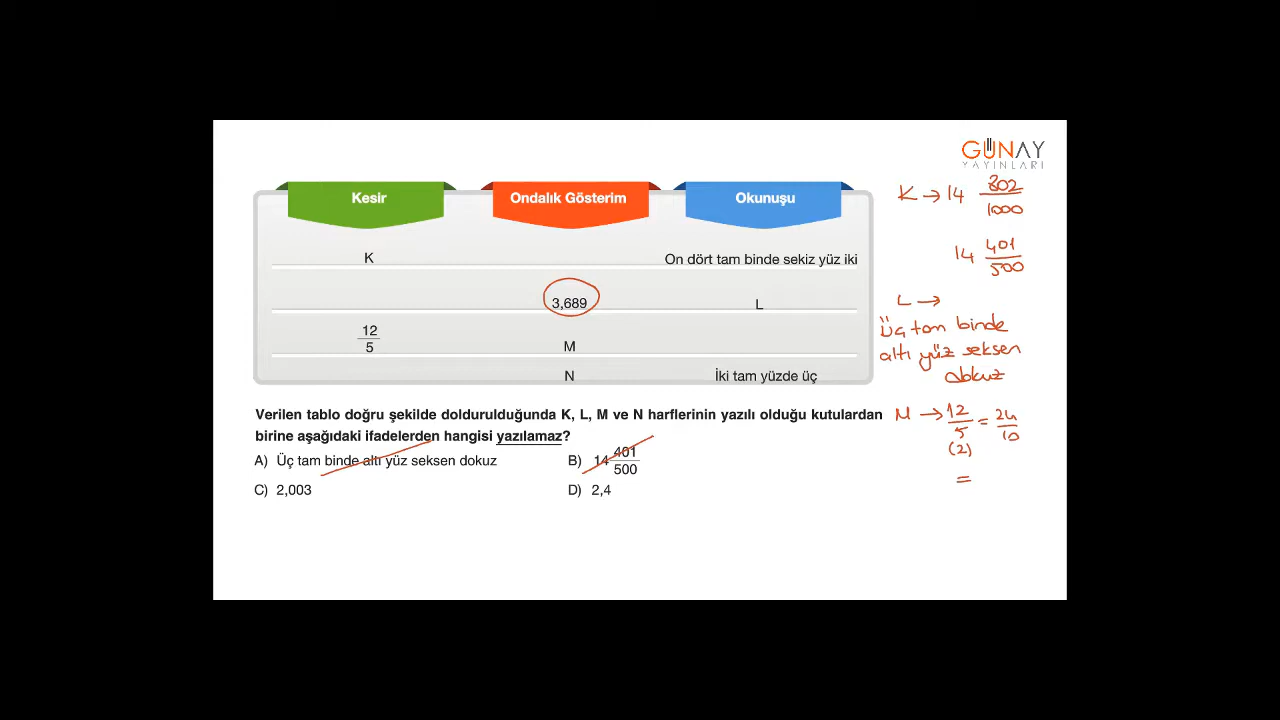 GÜNAY
YAYINLARI
Kesir Ondalık Gösterim Okunuşu
K On dört tam binde sekiz yüz iki
3,689 L
12/5 M
N İki tam yüzde üç
Verilen tablo doğru şekilde doldurulduğunda K, L, M ve N harflerinin yazılı olduğu kutulardan
birine aşağıdaki ifadelerden hangisi yazılamaz?
A) Üç tam binde altı yüz seksen dokuz B) 14 401/500
C) 2,003 D) 2,4
K → 14 802/1000
14 401/500
L →
Üç tam binde
altı yüz seksen
dokuz
M → 12/5 = 24/10
(2)
=